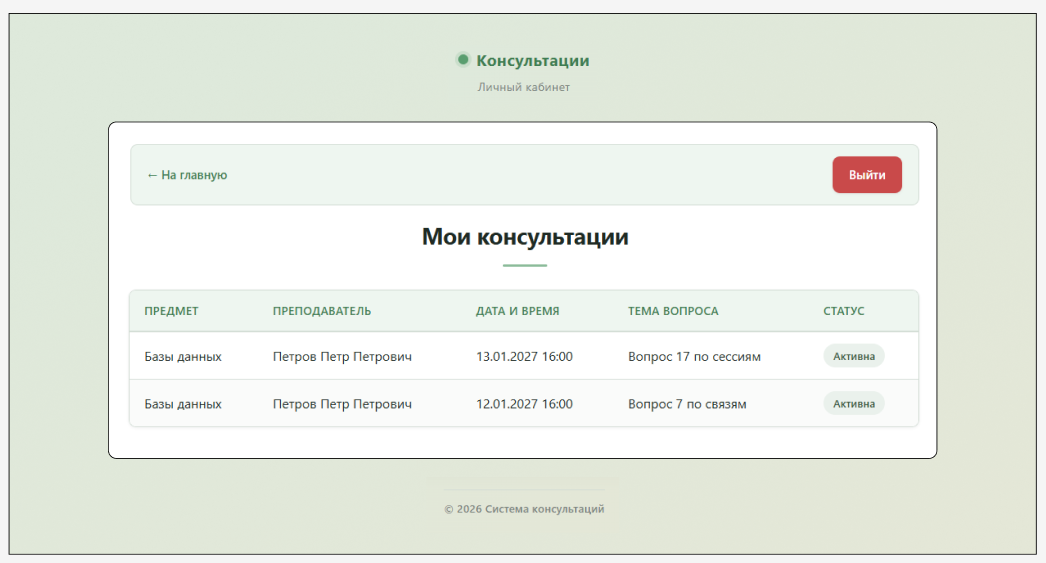 Консультации
Личный кабинет
← На главную
Выйти
Мои консультации
ПРЕДМЕТ ПРЕПОДАВАТЕЛЬ ДАТА И ВРЕМЯ ТЕМА ВОПРОСА СТАТУС
Базы данных Петров Петр Петрович 13.01.2027 16:00 Вопрос 17 по сессиям Активна
Базы данных Петров Петр Петрович 12.01.2027 16:00 Вопрос 7 по связям Активна
© 2026 Система консультаций